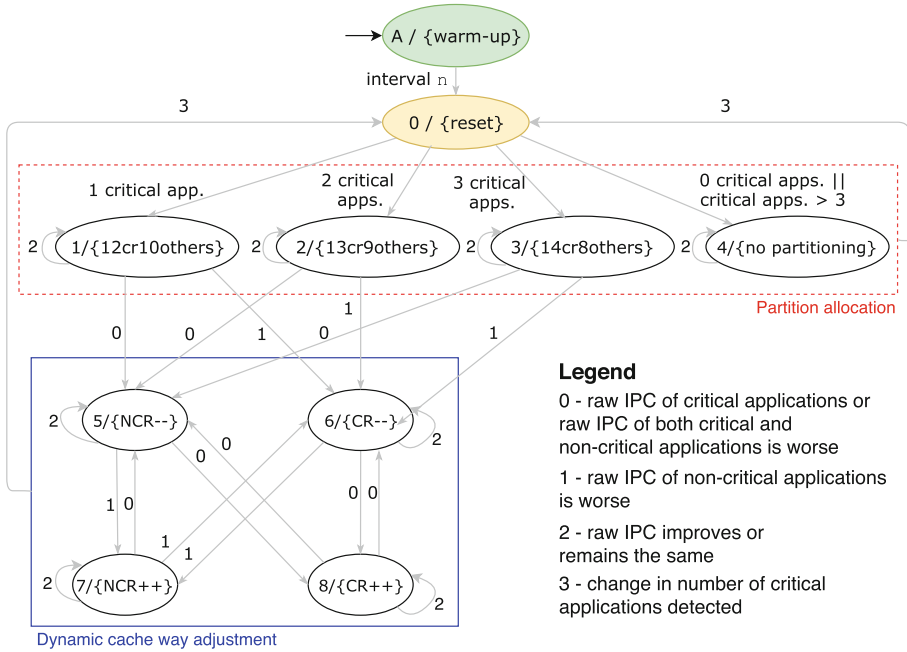 A / {warm-up}
interval n
3
3
0 / {reset}
1 critical app.
2 critical
apps.
3 critical
apps.
0 critical apps. ||
critical apps. > 3
2
1/{12cr10others}
2
2/{13cr9others}
2
3/{14cr8others}
2
4/{no partitioning}
Partition allocation
0
0
1
1
0
1
2
5/{NCR--}
6/{CR--}
2
0
0
1
0
0
0
1
1
2
7/{NCR++}
8/{CR++}
2
Dynamic cache way adjustment
Legend
0 - raw IPC of critical applications or
raw IPC of both critical and
non-critical applications is worse
1 - raw IPC of non-critical applications
is worse
2 - raw IPC improves or
remains the same
3 - change in number of critical
applications detected